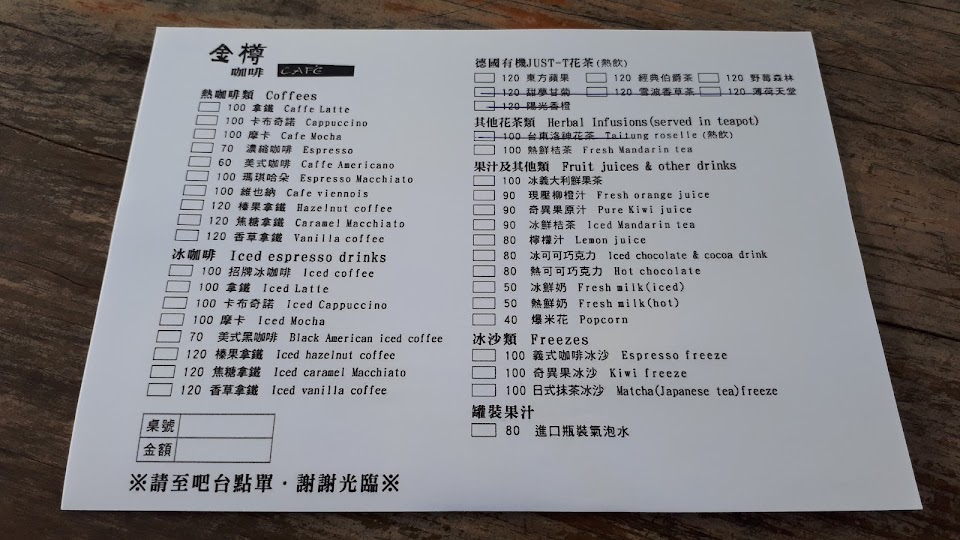 金樽
咖啡 CAFÉ
熱咖啡類 Coffees
100 拿鐵 Caffe Latte
100 卡布奇諾 Cappuccino
100 摩卡 Cafe Mocha
70 濃縮咖啡 Espresso
60 美式咖啡 Caffe Americano
100 瑪琪哈朵 Espresso Macchiato
100 維也納 Cafe viennois
120 榛果拿鐵 Hazelnut coffee
120 焦糖拿鐵 Caramel Macchiato
120 香草拿鐵 Vanilla coffee
冰咖啡 Iced espresso drinks
100 招牌冰咖啡 Iced coffee
100 拿鐵 Iced Latte
100 卡布奇諾 Iced Cappuccino
100 摩卡 Iced Mocha
70 美式黑咖啡 Black American iced coffee
120 榛果拿鐵 Iced hazelnut coffee
120 焦糖拿鐵 Iced caramel Macchiato
120 香草拿鐵 Iced vanilla coffee
桌號
金額
※請至吧台點單·謝謝光臨※
德國有機JUST-T花茶(熱飲)
120 東方蘋果 120 經典伯爵茶 120 野莓森林
120 甜夢甘菊 120 雪波香草茶 120 薄荷天堂
120 陽光香橙
其他花茶類 Herbal Infusions(served in teapot)
100 台東洛神花茶 Taitung roselle (熱飲)
100 熱鮮桔茶 Fresh Mandarin tea
果汁及其他類 Fruit juices & other drinks
100 冰義大利鮮果茶
90 現壓柳橙汁 Fresh orange juice
90 奇異果原汁 Pure Kiwi juice
90 冰鮮桔茶 Iced Mandarin tea
80 檸檬汁 Lemon juice
80 冰可可巧克力 Iced chocolate & cocoa drink
80 熱可可巧克力 Hot chocolate
50 冰鮮奶 Fresh milk(iced)
50 熱鮮奶 Fresh milk(hot)
40 爆米花 Popcorn
冰沙類 Freezes
100 義式咖啡冰沙 Espresso freeze
100 奇異果冰沙 Kiwi freeze
100 日式抹茶冰沙 Matcha(Japanese tea)freeze
罐裝果汁
80 進口瓶裝氣泡水